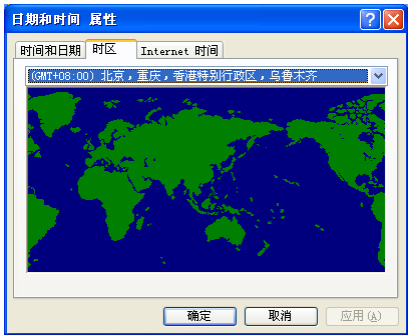 日期和时间 属性
时间和日期 时区 Internet 时间
(GMT+08:00) 北京，重庆，香港特别行政区，乌鲁木齐
确定 取消 应用(A)